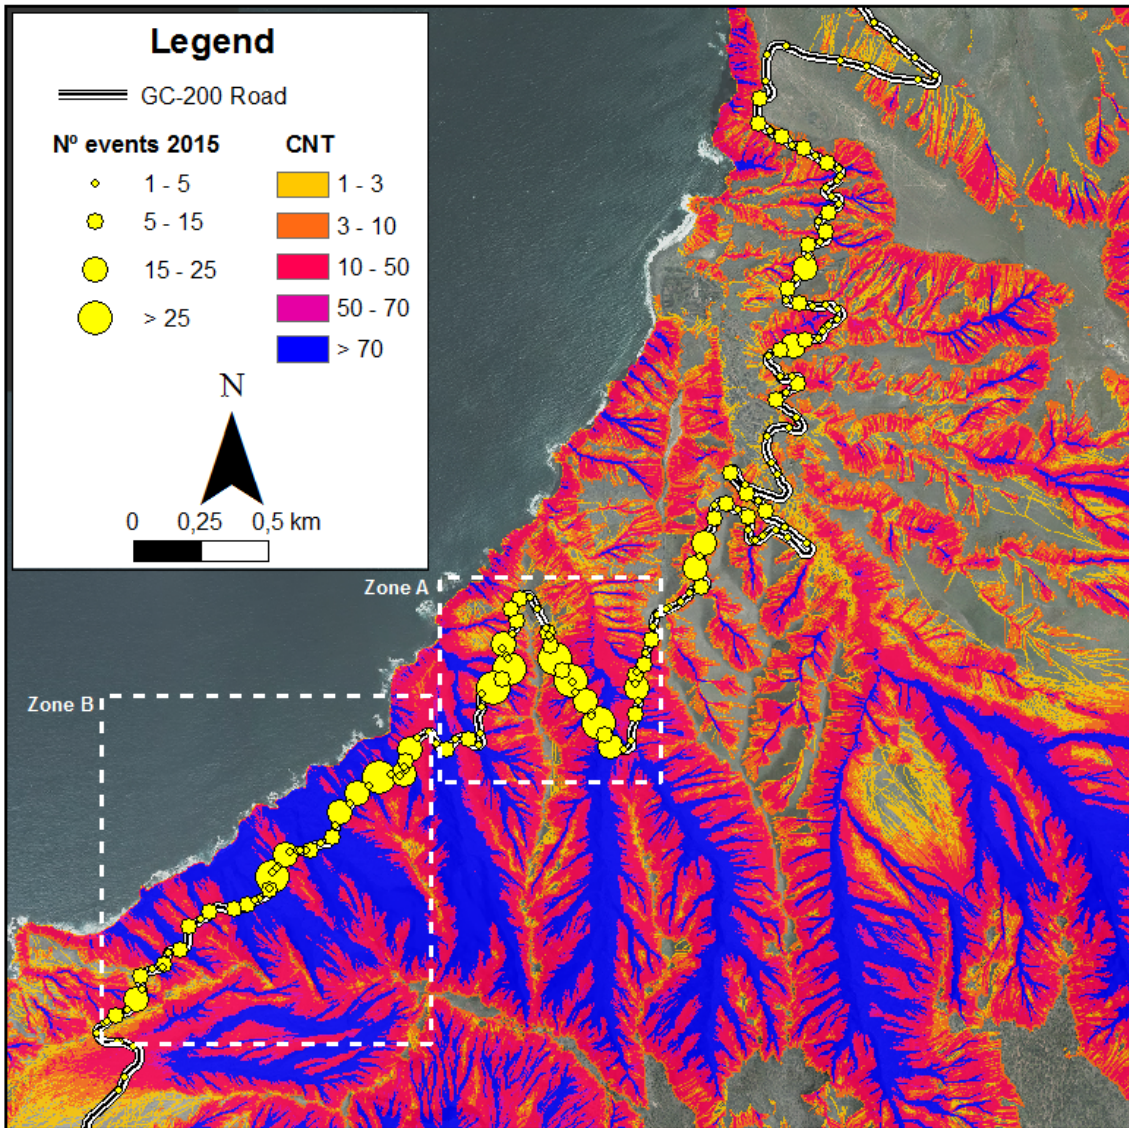 Legend
GC-200 Road
Nº events 2015
1 - 5
5 - 15
15 - 25
> 25
CNT
1 - 3
3 - 10
10 - 50
50 - 70
> 70
N
0 0,25 0,5 km
Zone A
Zone B